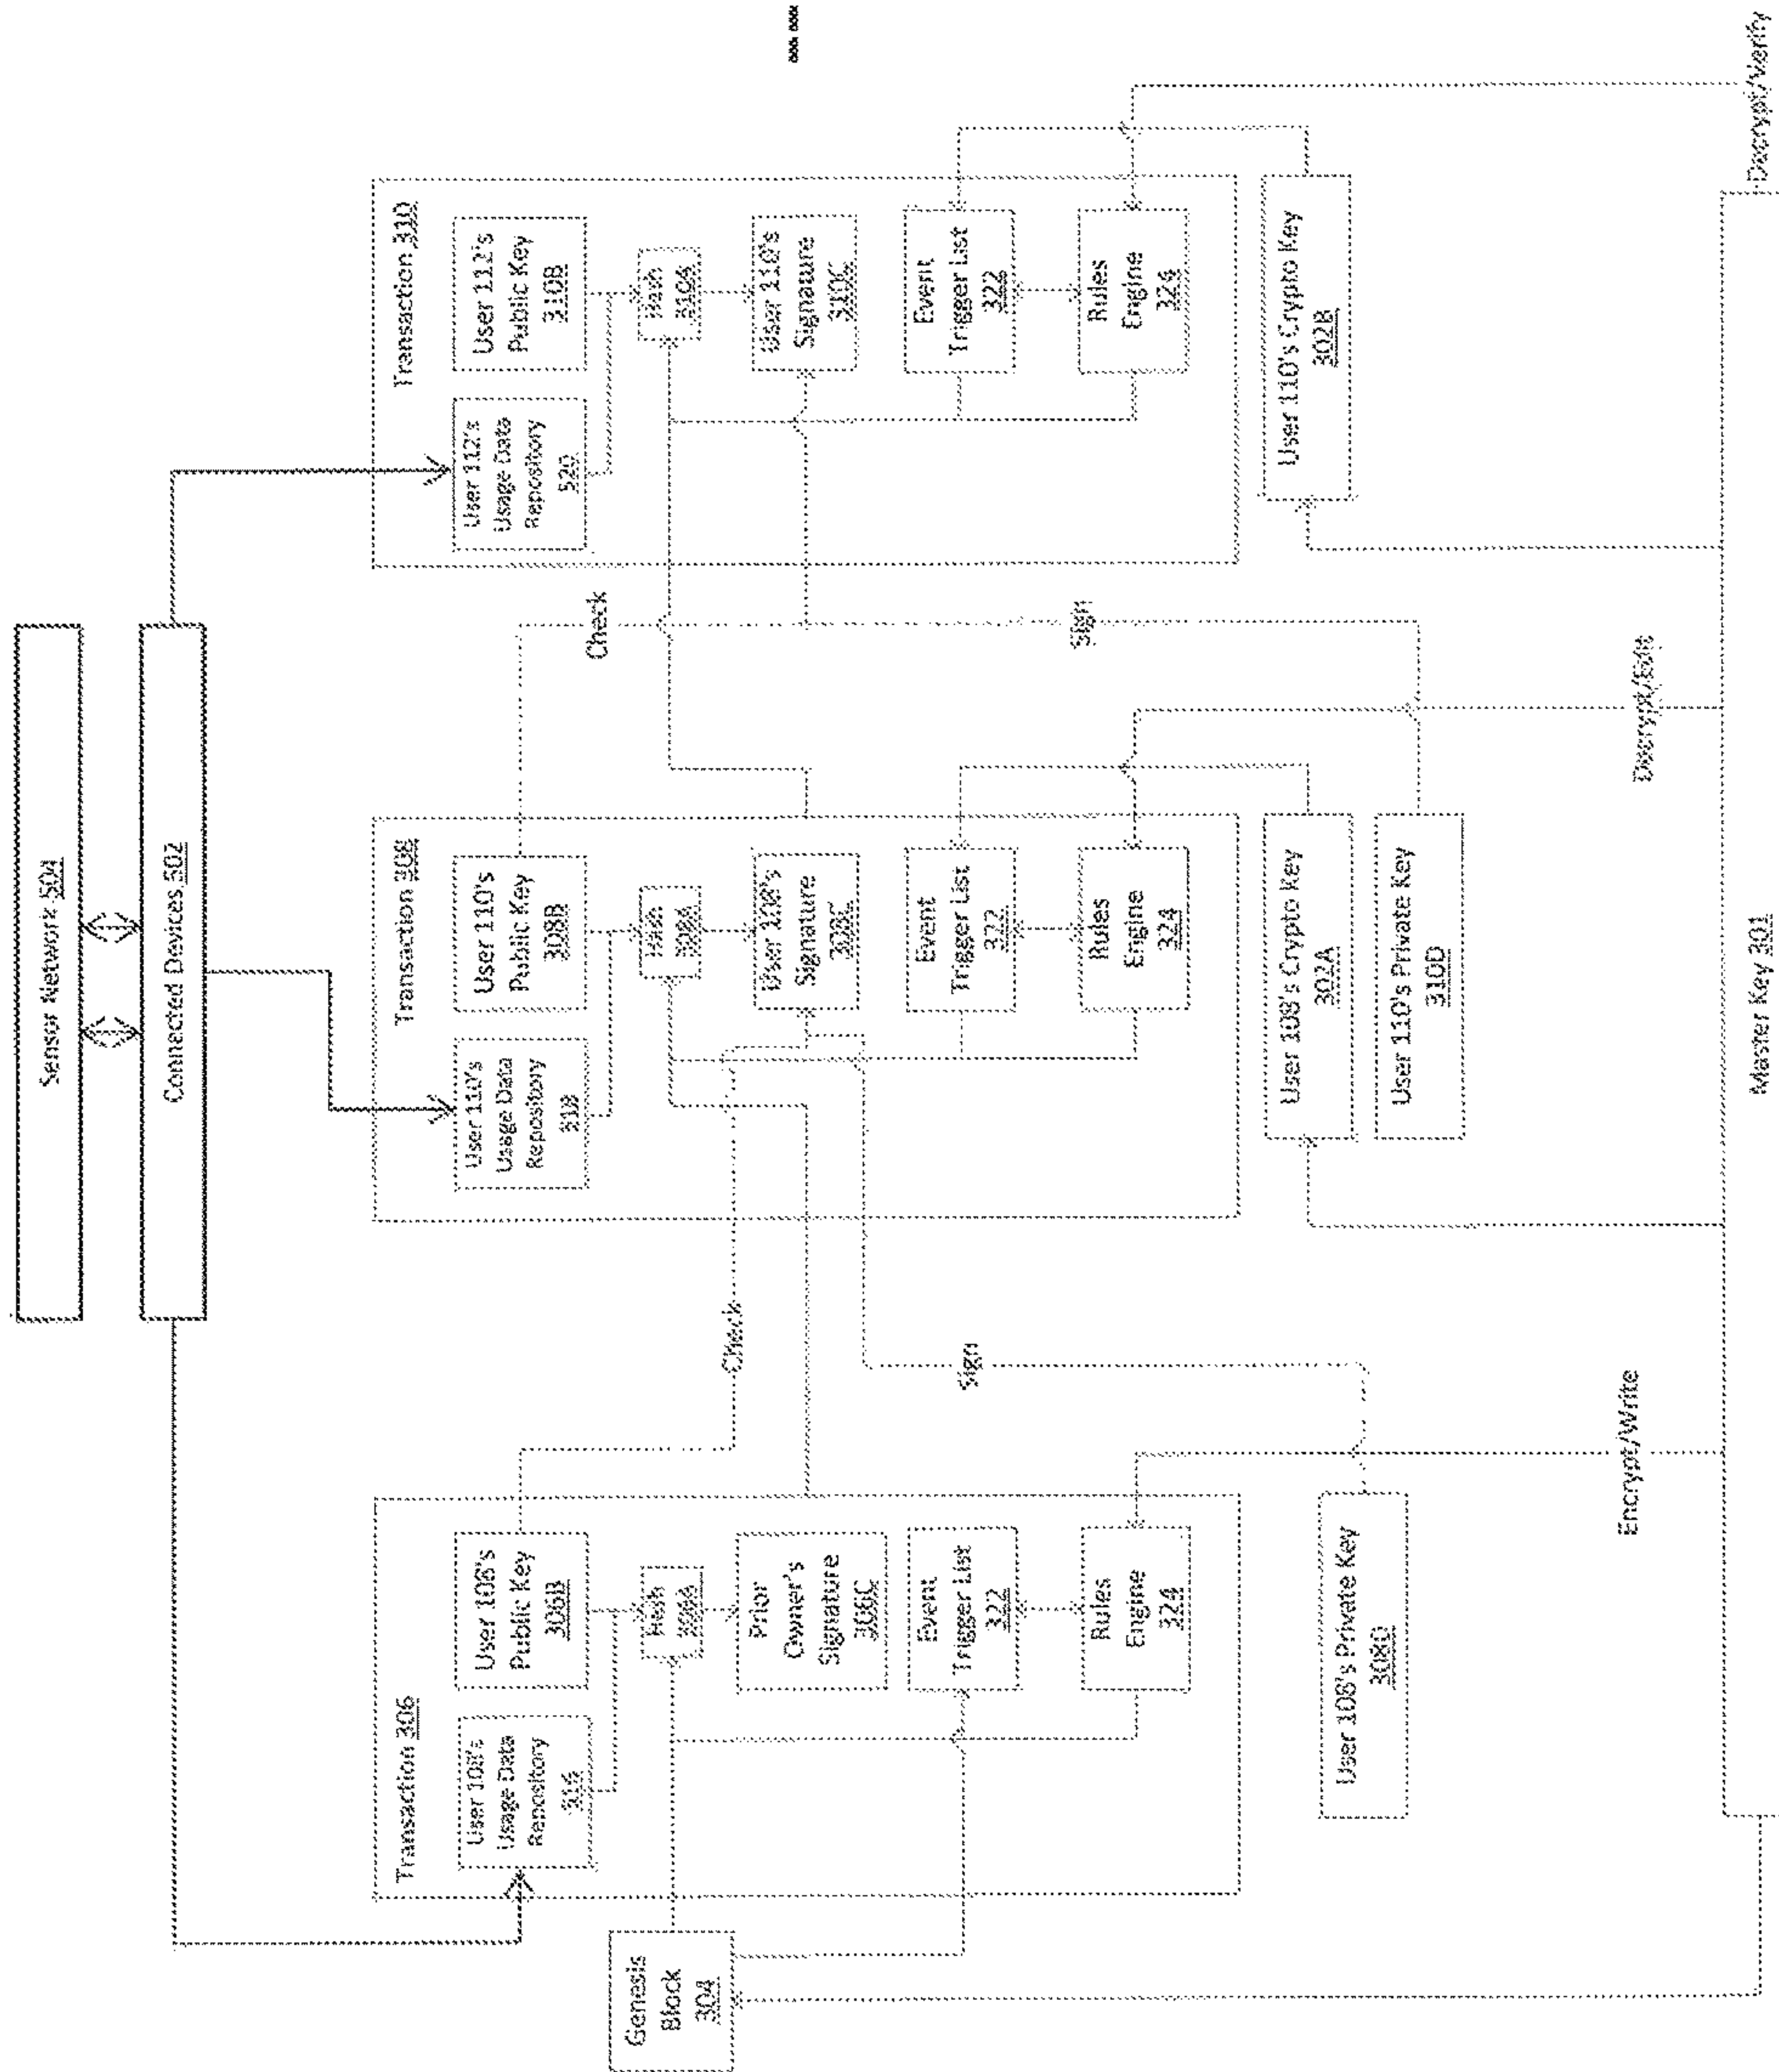 Sensor Network 504
Connected Devices 502
Transaction 306
User 108's
Usage Data
Repository
316
User 108's
Public Key
306B
Hash
306A
Prior
Owner's
Signature
306C
Event
Trigger List
322
Rules
Engine
324
Genesis
Block
304
Check
Sign
User 108's Private Key
308D
Encrypt/Write
Transaction 308
User 110's
Usage Data
Repository
User 110's
Public Key
308B
Hash
308A
User 108's
Signature
308C
Event
Trigger List
322
Rules
Engine
324
User 108's Crypto Key
302A
User 110's Private Key
310D
Check
Sign
Decrypt/Edit
Transaction 310
User 112's
Usage Data
Repository
520
User 112's
Public Key
310B
Hash
310A
User 110's
Signature
310C
Event
Trigger List
322
Rules
Engine
324
User 110's Crypto Key
302B
Master Key 301
Decrypt/Verify